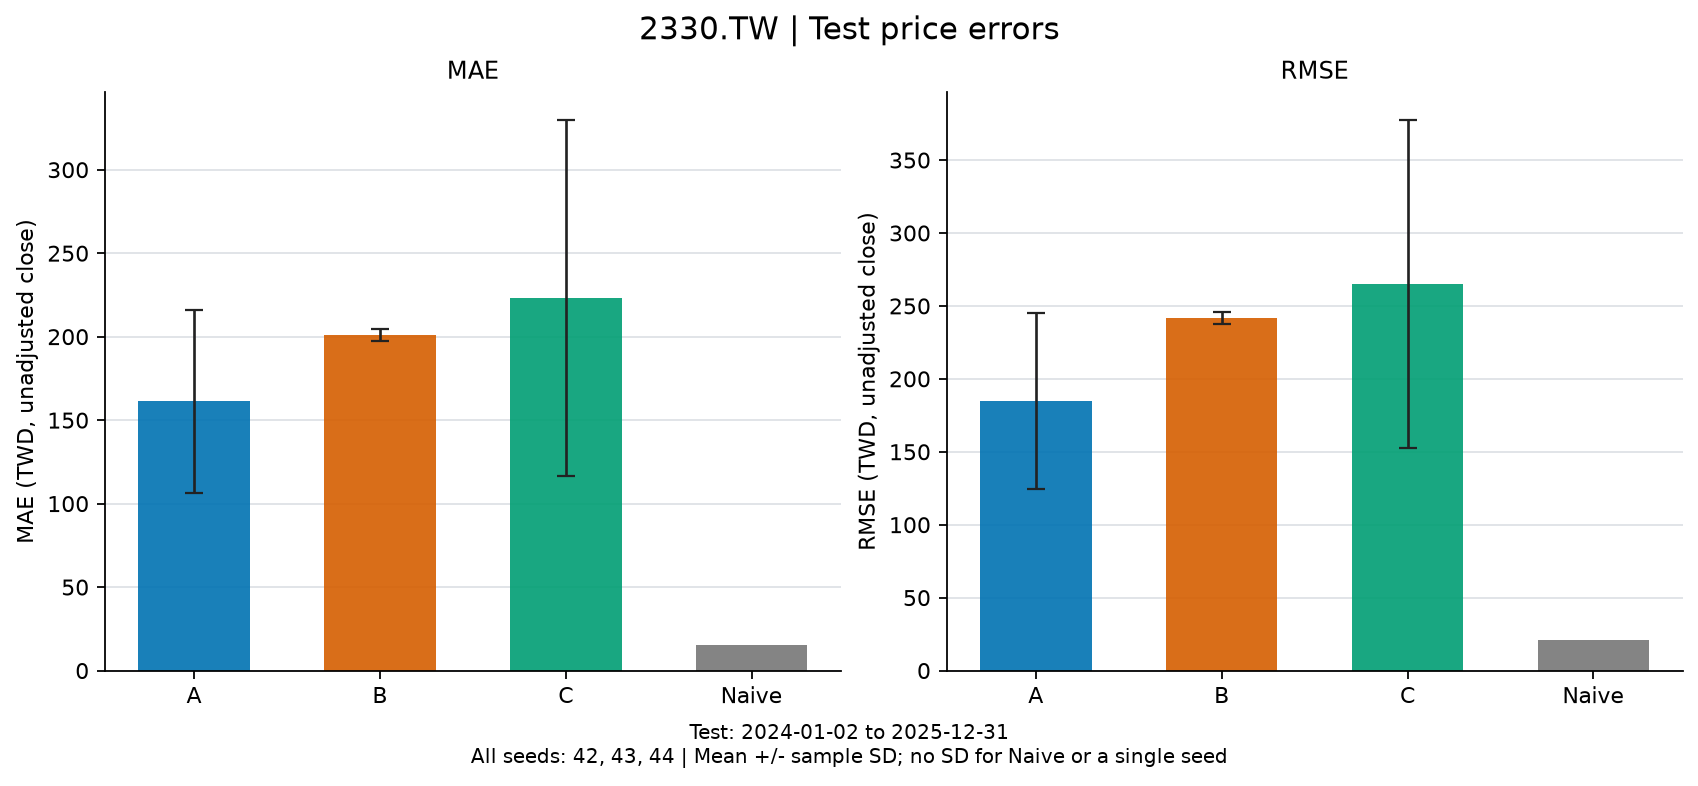 2330.TW | Test price errors
MAE
MAE (TWD, unadjusted close)
300
250
200
150
100
50
0
A
B
C
Naive
RMSE
RMSE (TWD, unadjusted close)
350
300
250
200
150
100
50
0
A
B
C
Naive
Test: 2024-01-02 to 2025-12-31
All seeds: 42, 43, 44 | Mean +/- sample SD; no SD for Naive or a single seed